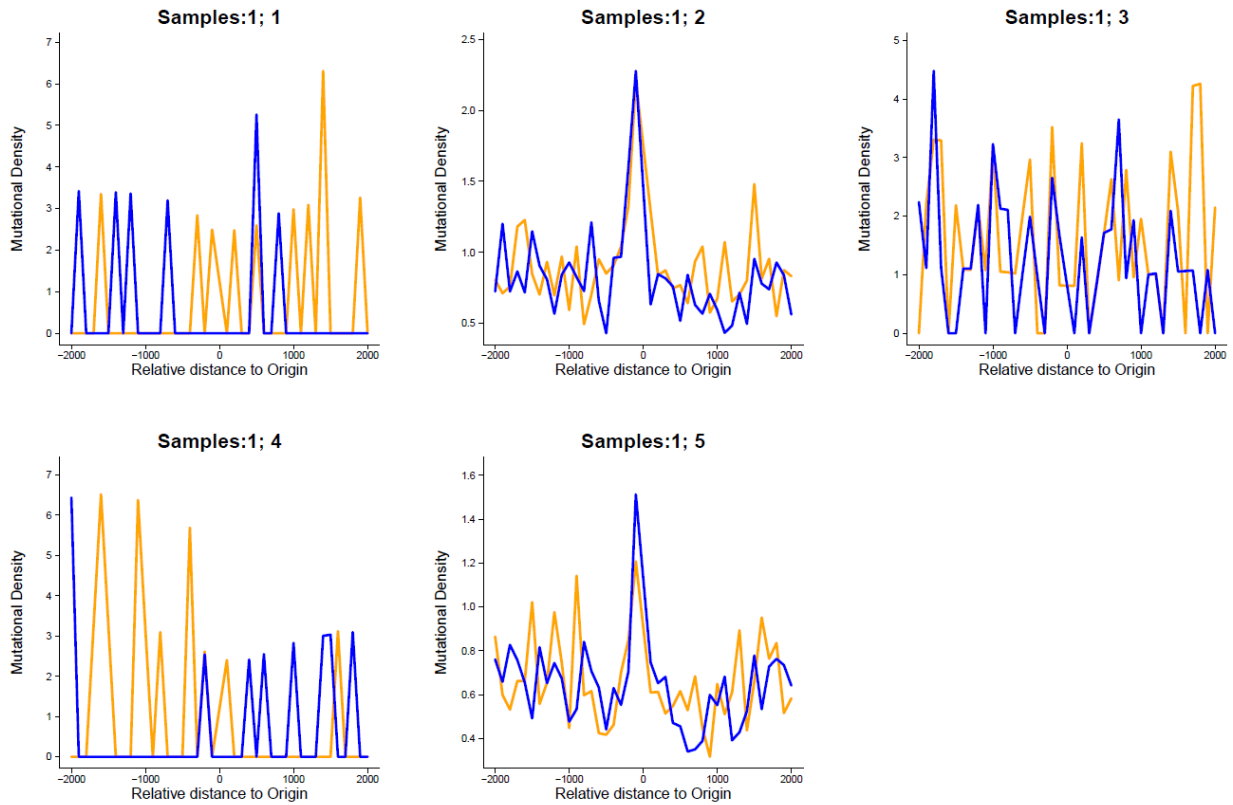 Samples:1; 1
Mutational Density
7
6
5
4
3
2
1
0
−2000 −1000 0 1000 2000
Relative distance to Origin
Samples:1; 2
Mutational Density
2.5
2.0
1.5
1.0
0.5
−2000 −1000 0 1000 2000
Relative distance to Origin
Samples:1; 3
Mutational Density
5
4
3
2
1
0
−2000 −1000 0 1000 2000
Relative distance to Origin
Samples:1; 4
Mutational Density
7
6
5
4
3
2
1
0
−2000 −1000 0 1000 2000
Relative distance to Origin
Samples:1; 5
Mutational Density
1.6
1.4
1.2
1.0
0.8
0.6
0.4
−2000 −1000 0 1000 2000
Relative distance to Origin